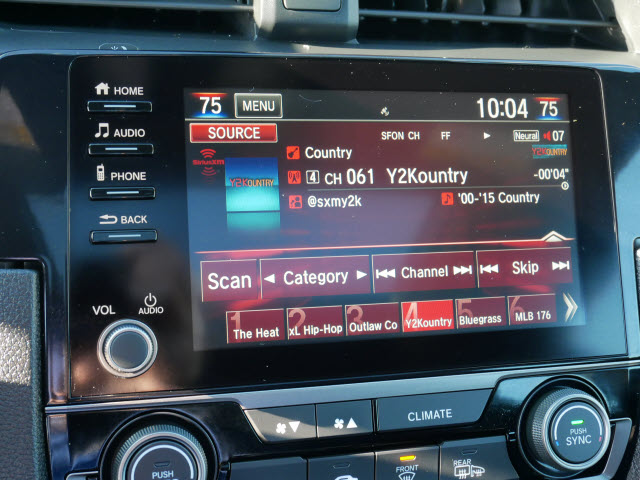 HOME
AUDIO
PHONE
BACK
VOL AUDIO
75 MENU 10:04 75
SOURCE SFON CH FF Neural 07
SiriusXM
Y2KOUNTRY
Country
Y2KOUNTRY
4 CH 061 Y2Kountry -00'04"
@sxmy2k '00-'15 Country
Scan Category Channel Skip
1 The Heat 2 xL Hip-Hop 3 Outlaw Co 4 Y2Kountry 5 Bluegrass 6 MLB 176
CLIMATE
PUSH
PUSH SYNC
FRONT REAR